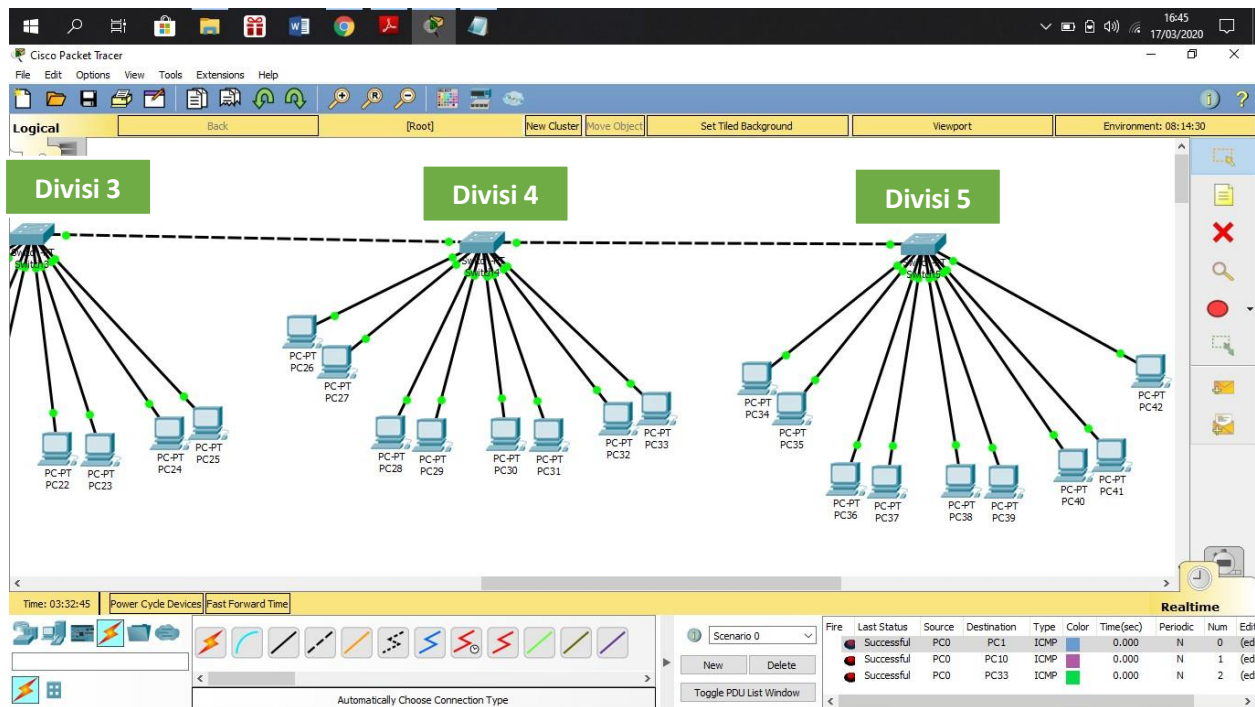 16:45
17/03/2020
Cisco Packet Tracer
File Edit Options View Tools Extensions Help
Logical Back [Root] New Cluster Move Object Set Tiled Background Viewport Environment: 08:14:30
Divisi 3
Divisi 4
Divisi 5
PC-PT
PC22
PC-PT
PC23
PC-PT
PC24
PC-PT
PC25
PC-PT
PC26
PC-PT
PC27
PC-PT
PC28
PC-PT
PC29
PC-PT
PC30
PC-PT
PC31
PC-PT
PC32
PC-PT
PC33
PC-PT
PC34
PC-PT
PC35
PC-PT
PC36
PC-PT
PC37
PC-PT
PC38
PC-PT
PC39
PC-PT
PC40
PC-PT
PC41
PC-PT
PC42
Time: 03:32:45 Power Cycle Devices Fast Forward Time
Realtime
Scenario 0
New Delete
Toggle PDU List Window
Automatically Choose Connection Type
Fire Last Status Source Destination Type Color Time(sec) Periodic Num Edit
Successful PC0 PC1 ICMP 0.000 N 0 (ed
Successful PC0 PC10 ICMP 0.000 N 1 (ed
Successful PC0 PC33 ICMP 0.000 N 2 (ed